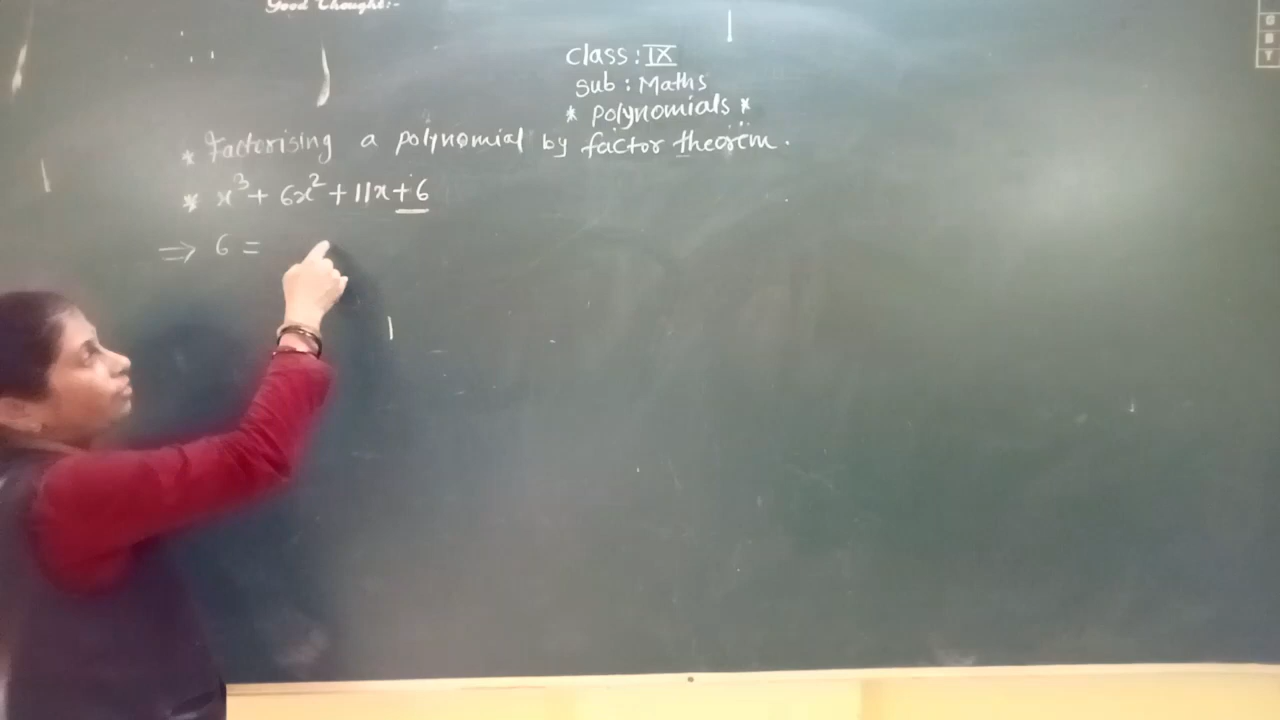 Good Thought:-
Class: IX
Sub: Maths
* polynomials *
* Factorising a polynomial by factor theorem.
* x³ + 6x² + 11x + 6
⇒ 6 =
G
B
T